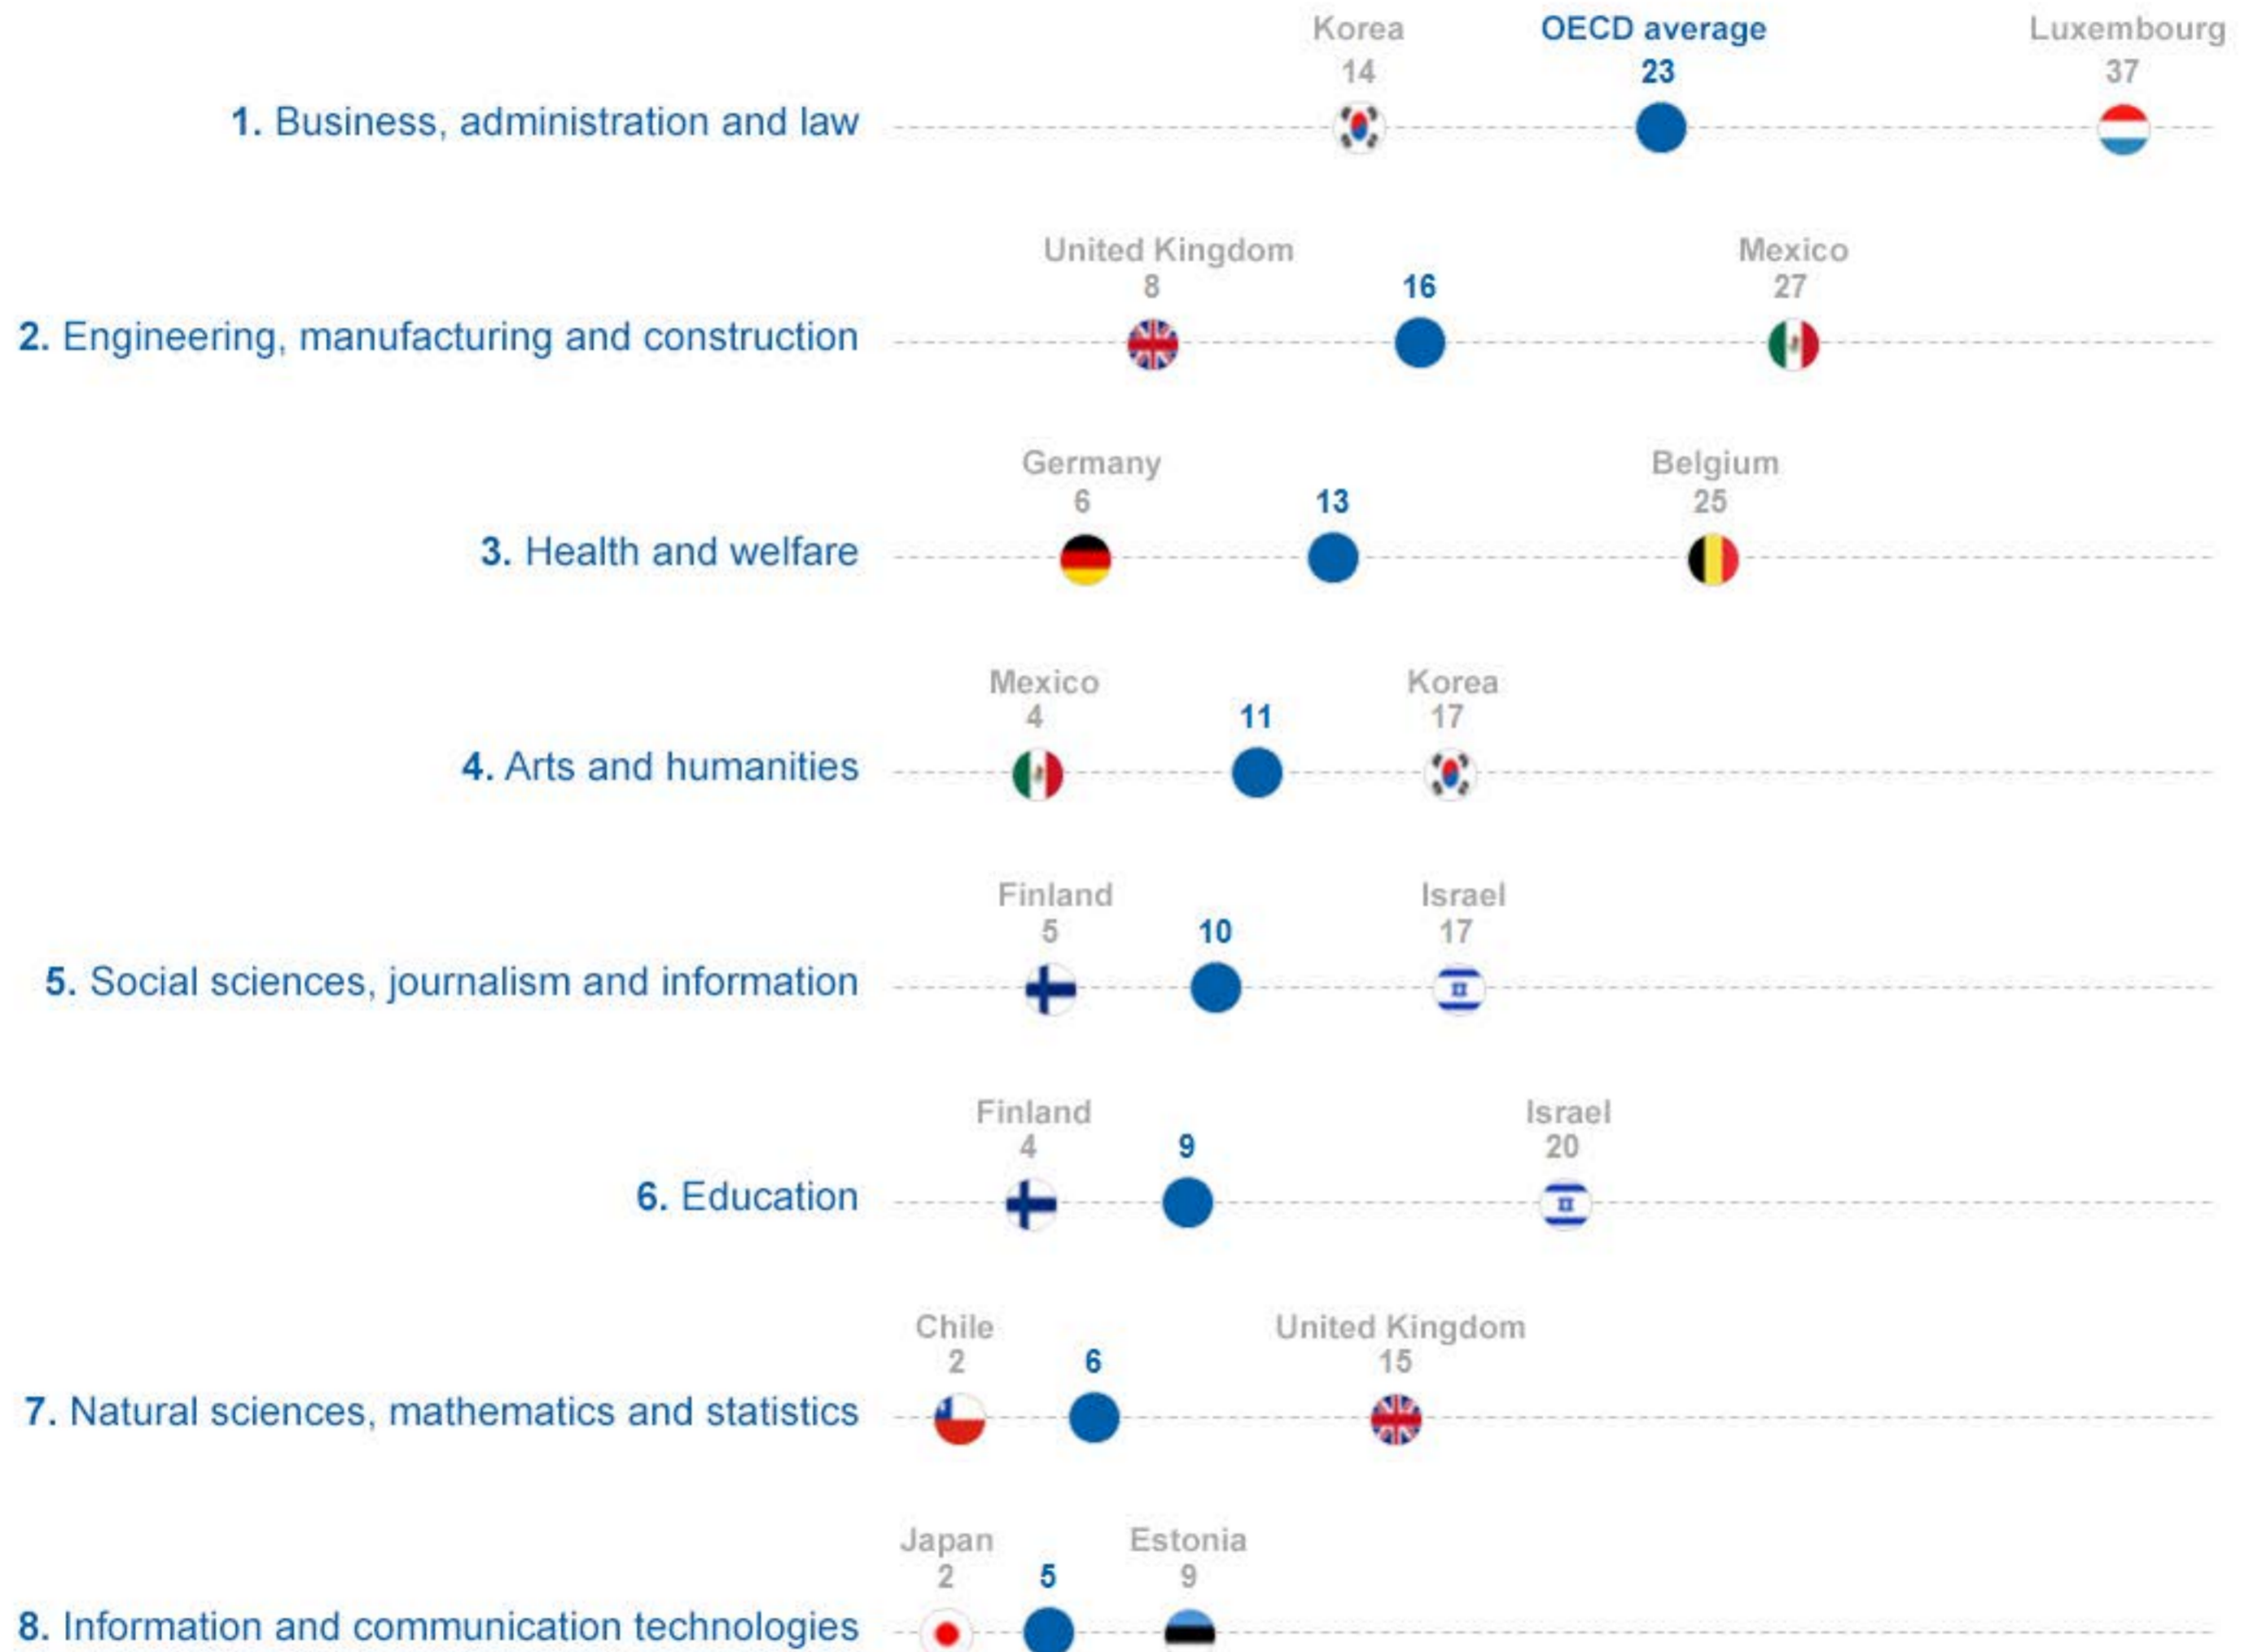 Korea OECD average Luxembourg
14 23 37
1. Business, administration and law
United Kingdom Mexico
8 16 27
2. Engineering, manufacturing and construction
Germany Belgium
6 13 25
3. Health and welfare
Mexico Korea
4 11 17
4. Arts and humanities
Finland Israel
5 10 17
5. Social sciences, journalism and information
Finland Israel
4 9 20
6. Education
Chile United Kingdom
2 6 15
7. Natural sciences, mathematics and statistics
Japan Estonia
2 5 9
8. Information and communication technologies